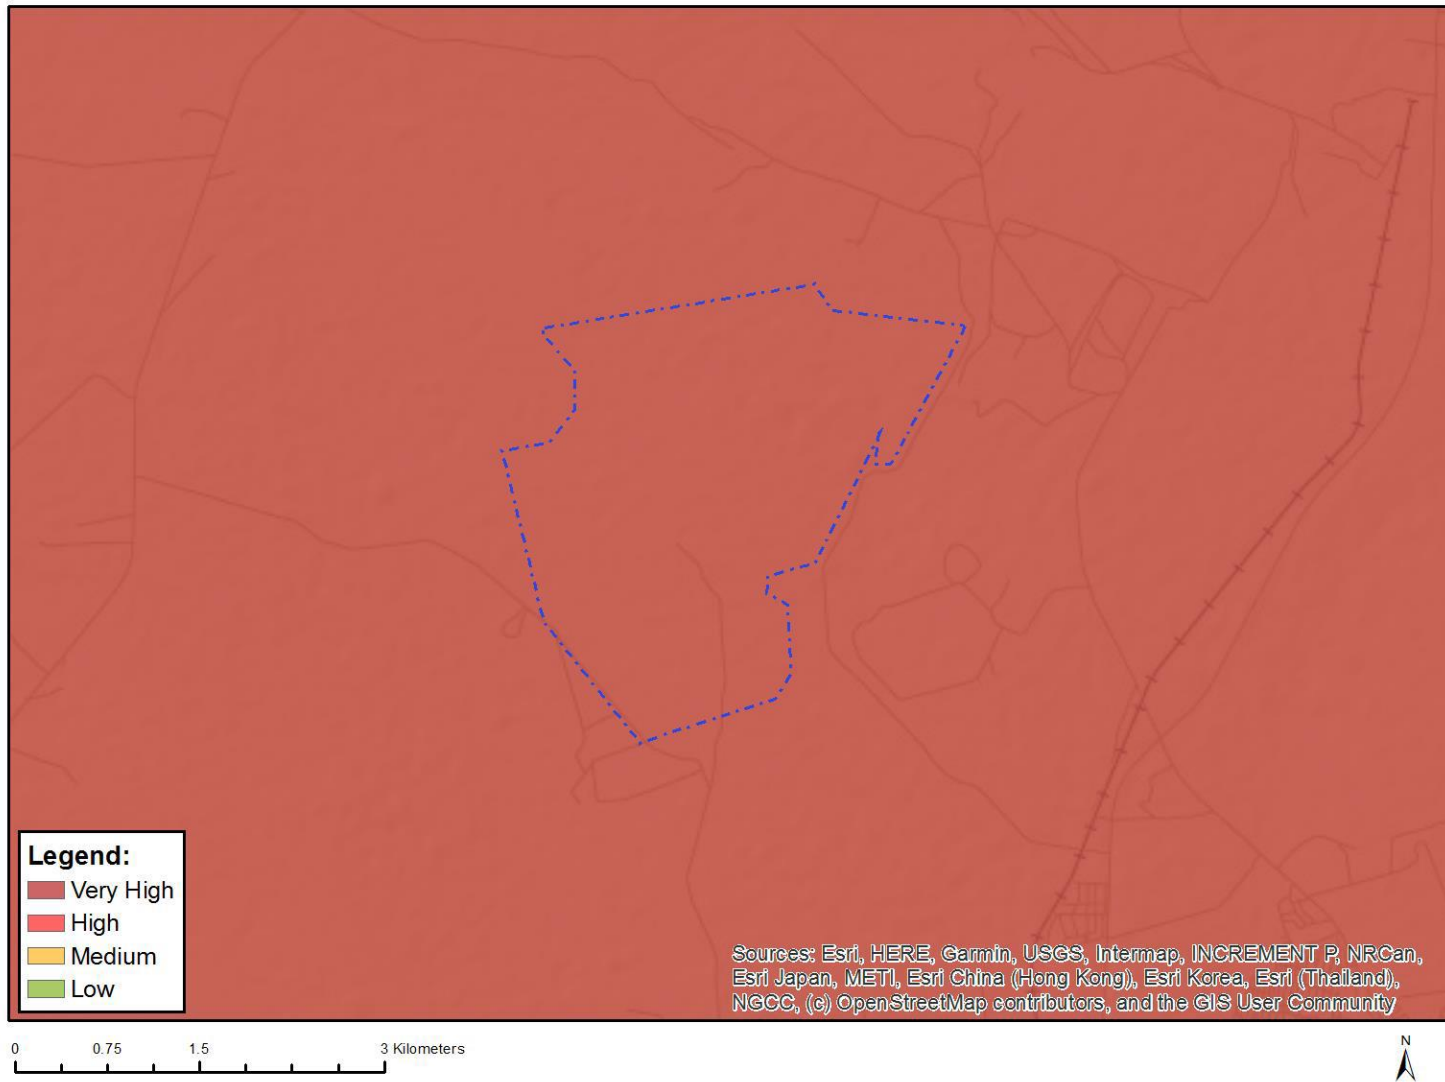 Legend:
Very High
High
Medium
Low
Sources: Esri, HERE, Garmin, USGS, Intermap, INCREMENT P, NRCan,
Esri Japan, METI, Esri China (Hong Kong), Esri Korea, Esri (Thailand),
NGCC, (c) OpenStreetMap contributors, and the GIS User Community
0 0.75 1.5 3 Kilometers
N